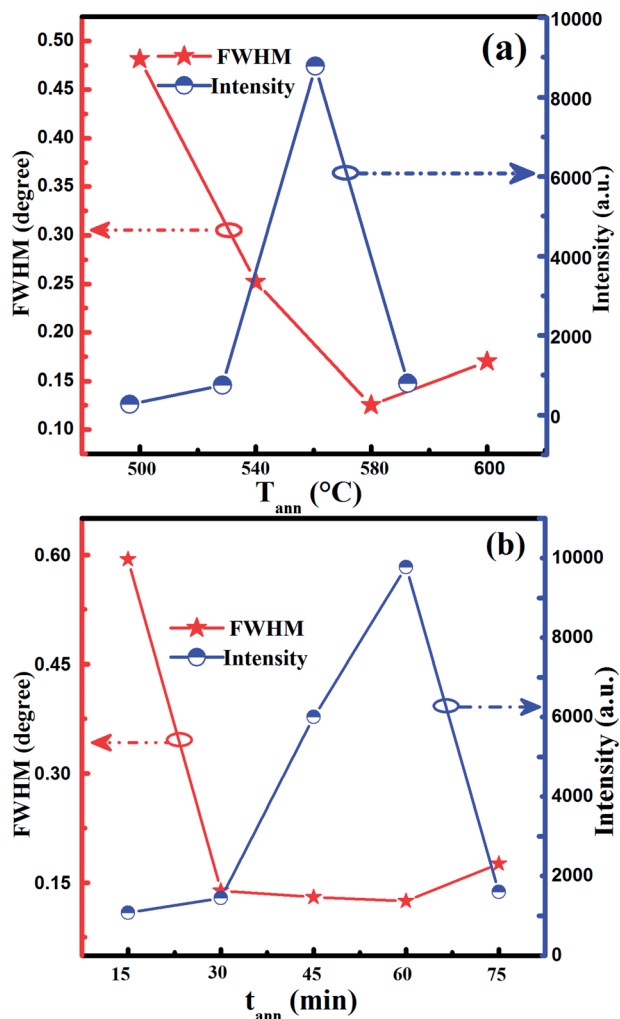 (a)
FWHM
Intensity
FWHM (degree)
0.50
0.45
0.40
0.35
0.30
0.25
0.20
0.15
0.10
10000
8000
6000
4000
2000
0
Intensity (a.u.)
500 540 580 600
T_ann (°C)
(b)
FWHM
Intensity
FWHM (degree)
0.60
0.45
0.30
0.15
10000
8000
6000
4000
2000
0
Intensity (a.u.)
15 30 45 60 75
t_ann (min)